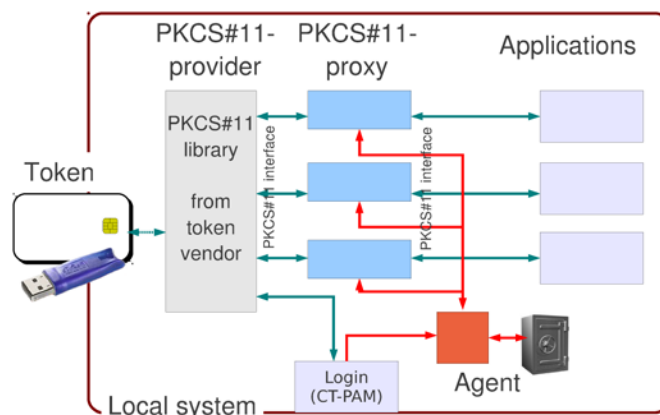 PKCS#11-
provider
PKCS#11-
proxy
Applications
PKCS#11
library
from
token
vendor
PKCS#11 interface
PKCS#11 interface
Token
Login
(CT-PAM)
Agent
Local system